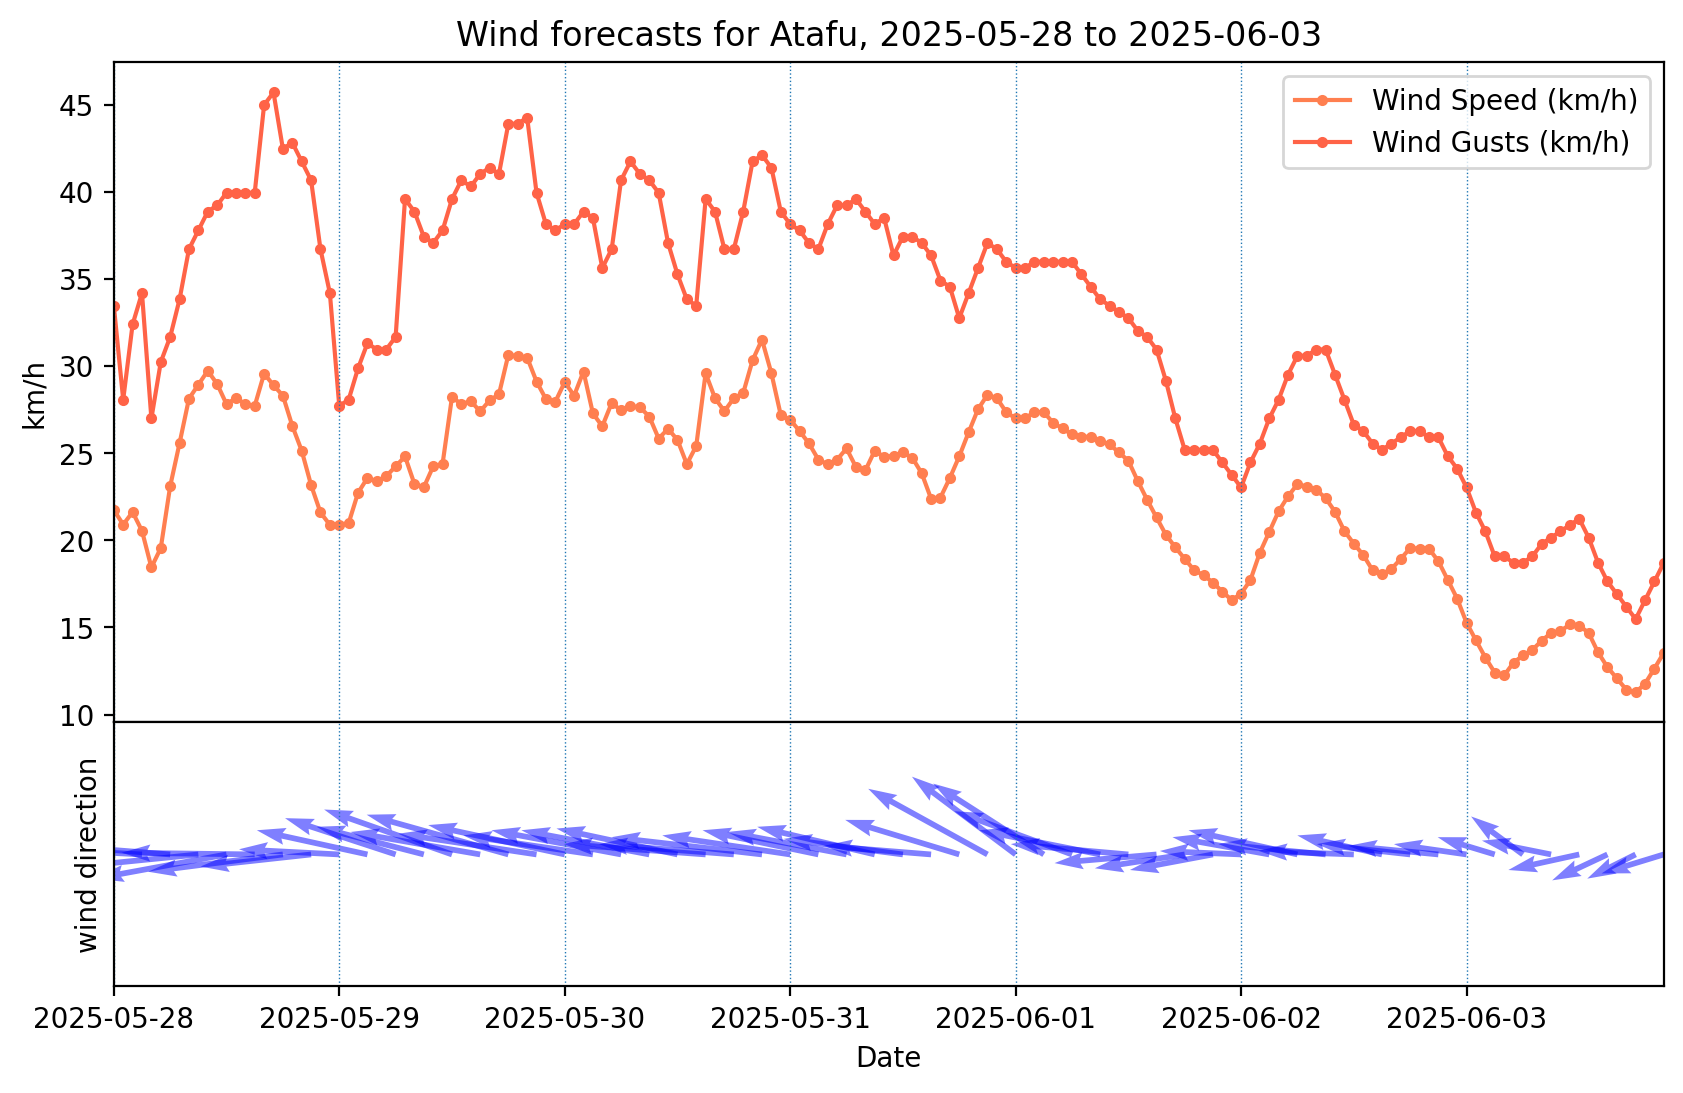 Wind forecasts for Atafu, 2025-05-28 to 2025-06-03
Wind Speed (km/h)
Wind Gusts (km/h)
km/h
45
40
35
30
25
20
15
10
wind direction
2025-05-28
2025-05-29
2025-05-30
2025-05-31
2025-06-01
2025-06-02
2025-06-03
Date